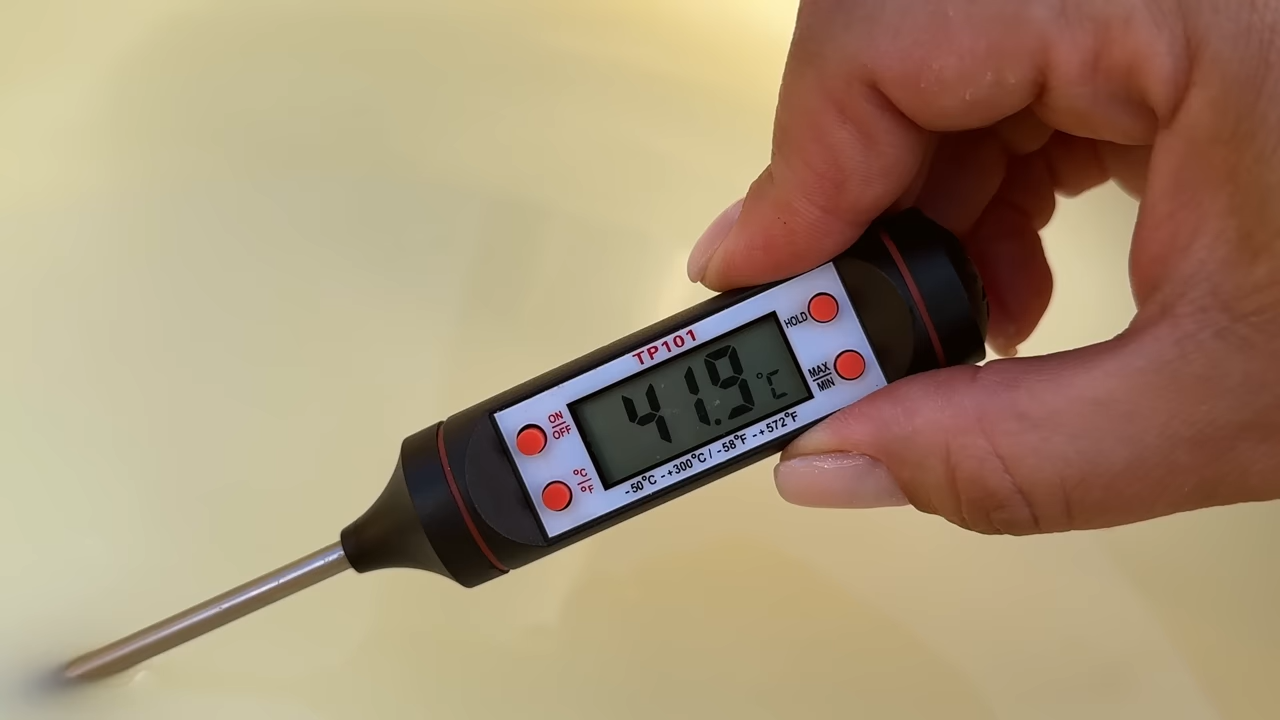 TP101
41.9°C
HOLD
MAX
MIN
ON
OFF
°C
°F
-50°C -+300°C / -58°F -+572°F